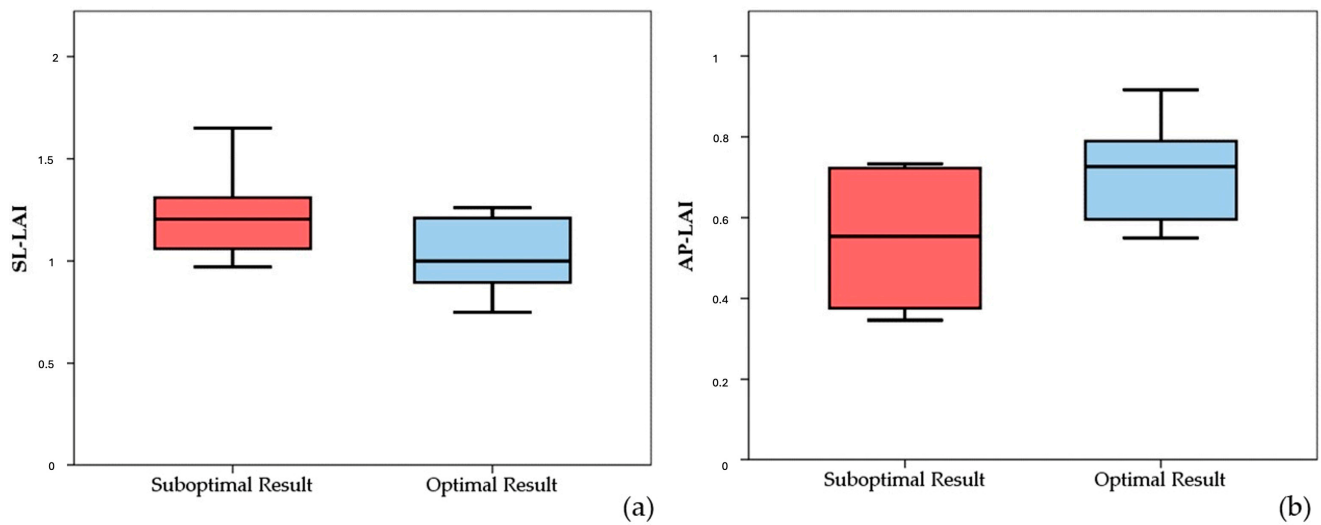 SL-LAI
2
1.5
1
0.5
0
Suboptimal Result
Optimal Result
(a)
AP-LAI
1
0.8
0.6
0.4
0.2
0
Suboptimal Result
Optimal Result
(b)